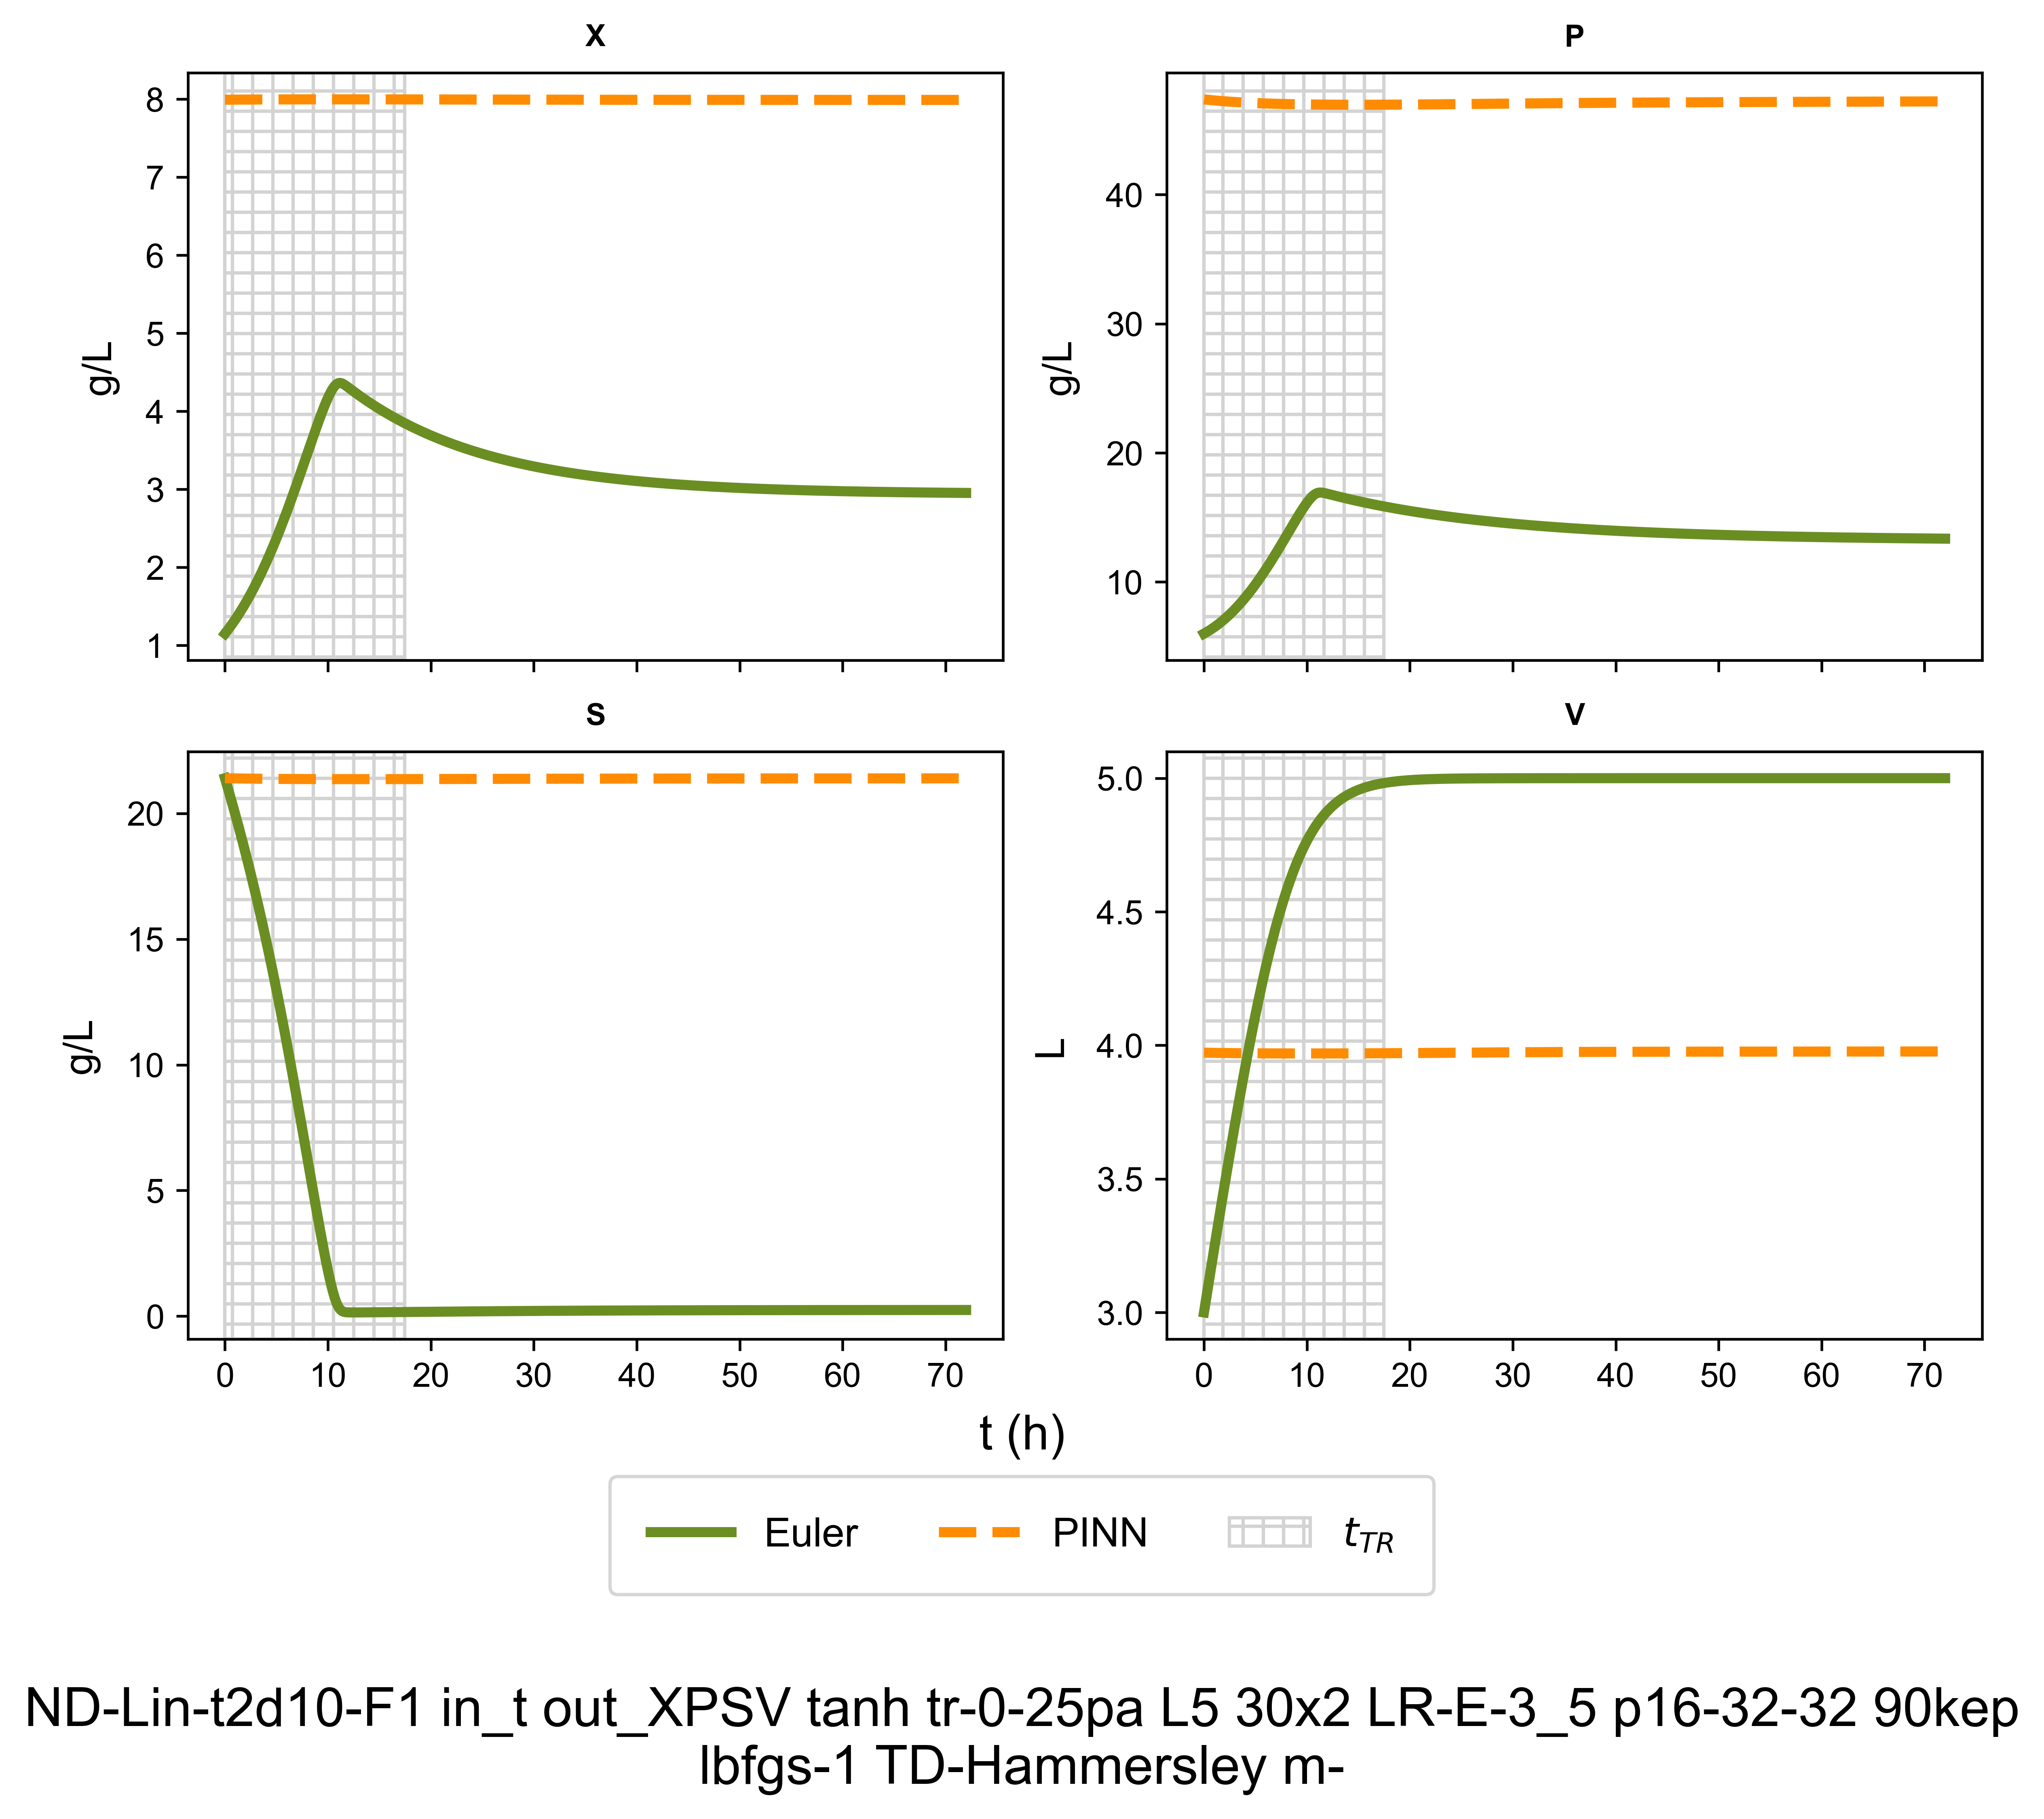 X
P
8
7
6
5
4
3
2
1
g/L
40
30
20
10
g/L
S
V
20
15
10
5
0
g/L
5.0
4.5
4.0
3.5
3.0
L
0 10 20 30 40 50 60 70
0 10 20 30 40 50 60 70
t (h)
Euler PINN t_TR
ND-Lin-t2d10-F1 in_t out_XPSV tanh tr-0-25pa L5 30x2 LR-E-3_5 p16-32-32 90kep
lbfgs-1 TD-Hammersley m-